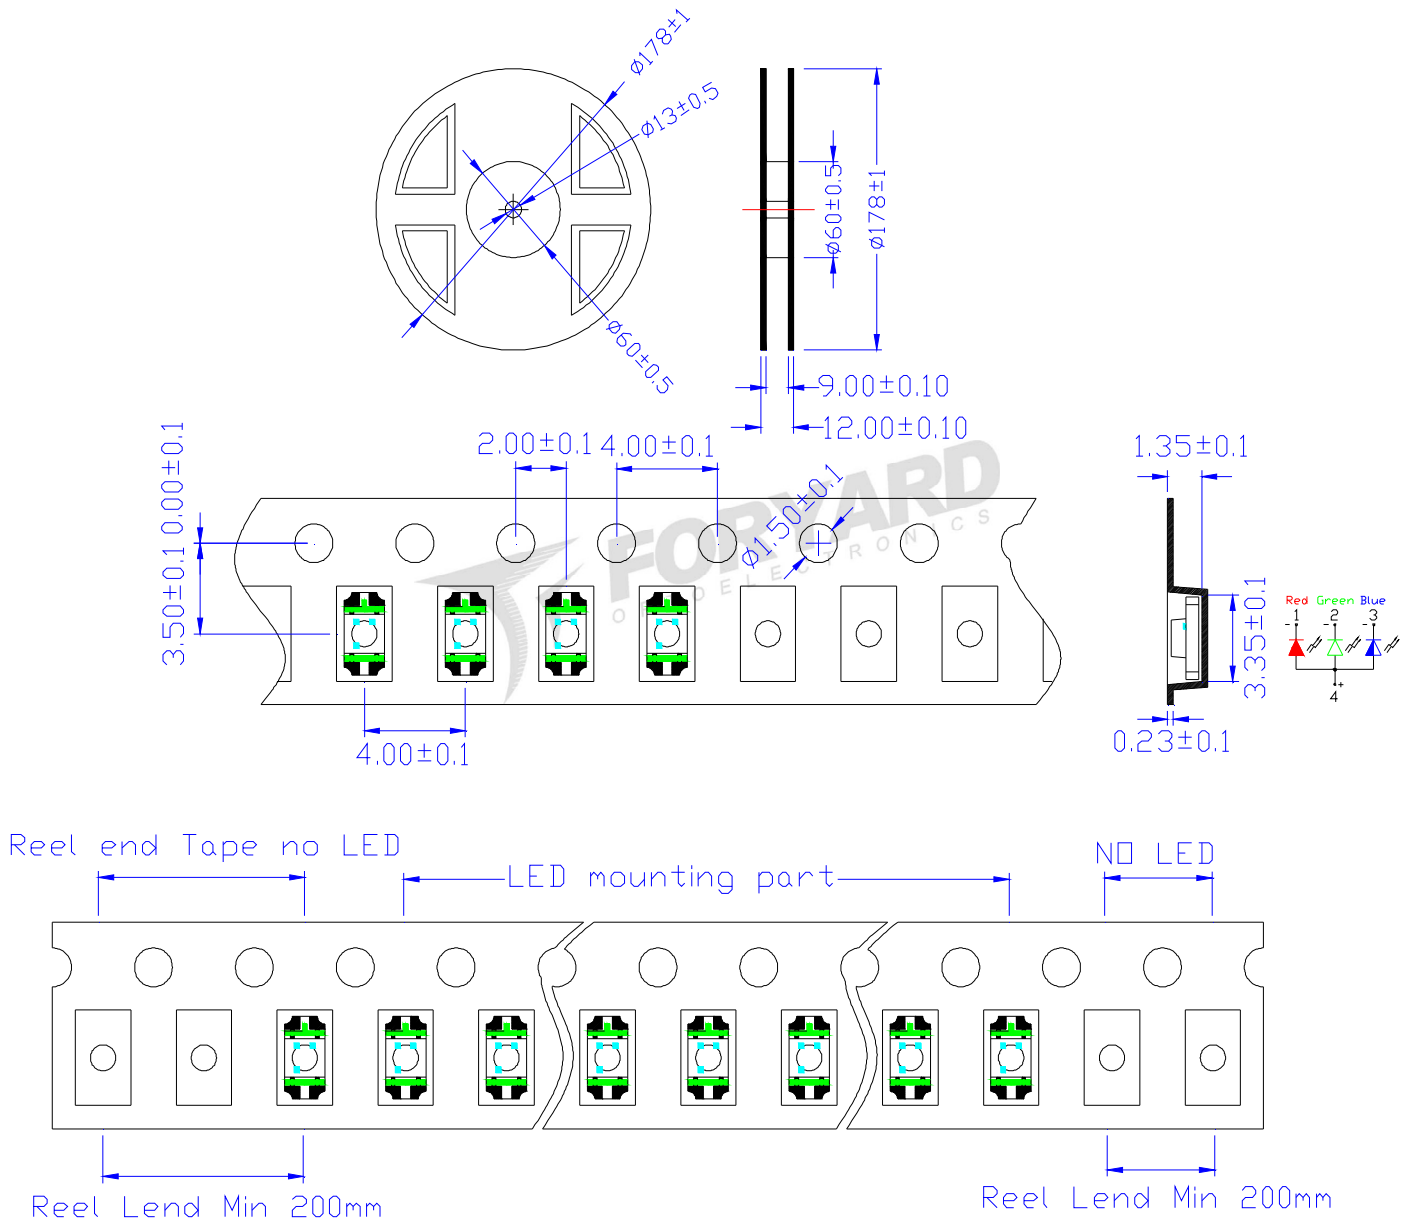 ø178±1
ø13±0.5
ø60±0.5
ø60±0.5
ø178±1
9.00±0.10
12.00±0.10
2.00±0.1
4.00±0.1
0.00±0.1
3.50±0.1
ø1.50±0.1
1.35±0.1
FORYARD
OPTOELECTRONICS
3.35±0.1
Red Green Blue
1 2 3
- - -
+
4
0.23±0.1
4.00±0.1
Reel end Tape no LED
LED mounting part
NO LED
Reel Lend Min 200mm
Reel Lend Min 200mm